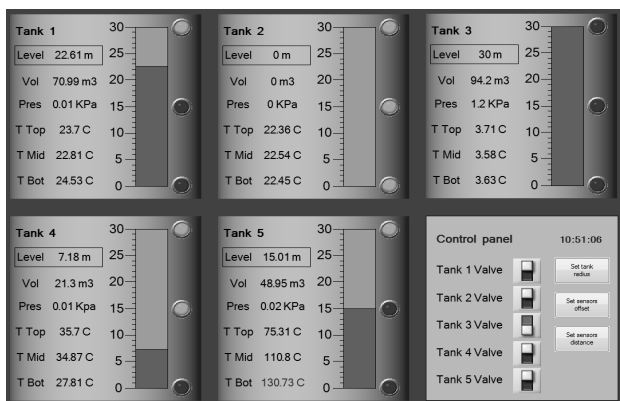 Tank 1
30
Level 22.61 m
25
Vol 70.99 m3
20
Pres 0.01 KPa
15
T Top 23.7 C
10
T Mid 22.81 C
5
T Bot 24.53 C
0
Tank 2
30
Level 0 m
25
Vol 0 m3
20
Pres 0 KPa
15
T Top 22.36 C
10
T Mid 22.54 C
5
T Bot 22.45 C
0
Tank 3
30
Level 30 m
25
Vol 94.2 m3
20
Pres 1.2 KPa
15
T Top 3.71 C
10
T Mid 3.58 C
5
T Bot 3.63 C
0
Tank 4
30
Level 7.18 m
25
Vol 21.3 m3
20
Pres 0.01 Kpa
15
T Top 35.7 C
10
T Mid 34.87 C
5
T Bot 27.81 C
0
Tank 5
30
Level 15.01 m
25
Vol 48.95 m3
20
Pres 0.02 KPa
15
T Top 75.31 C
10
T Mid 110.8 C
5
T Bot 130.73 C
0
Control panel 10:51:06
Tank 1 Valve
Set tank
radius
Tank 2 Valve
Set sensors
offset
Tank 3 Valve
Set sensors
distance
Tank 4 Valve
Tank 5 Valve